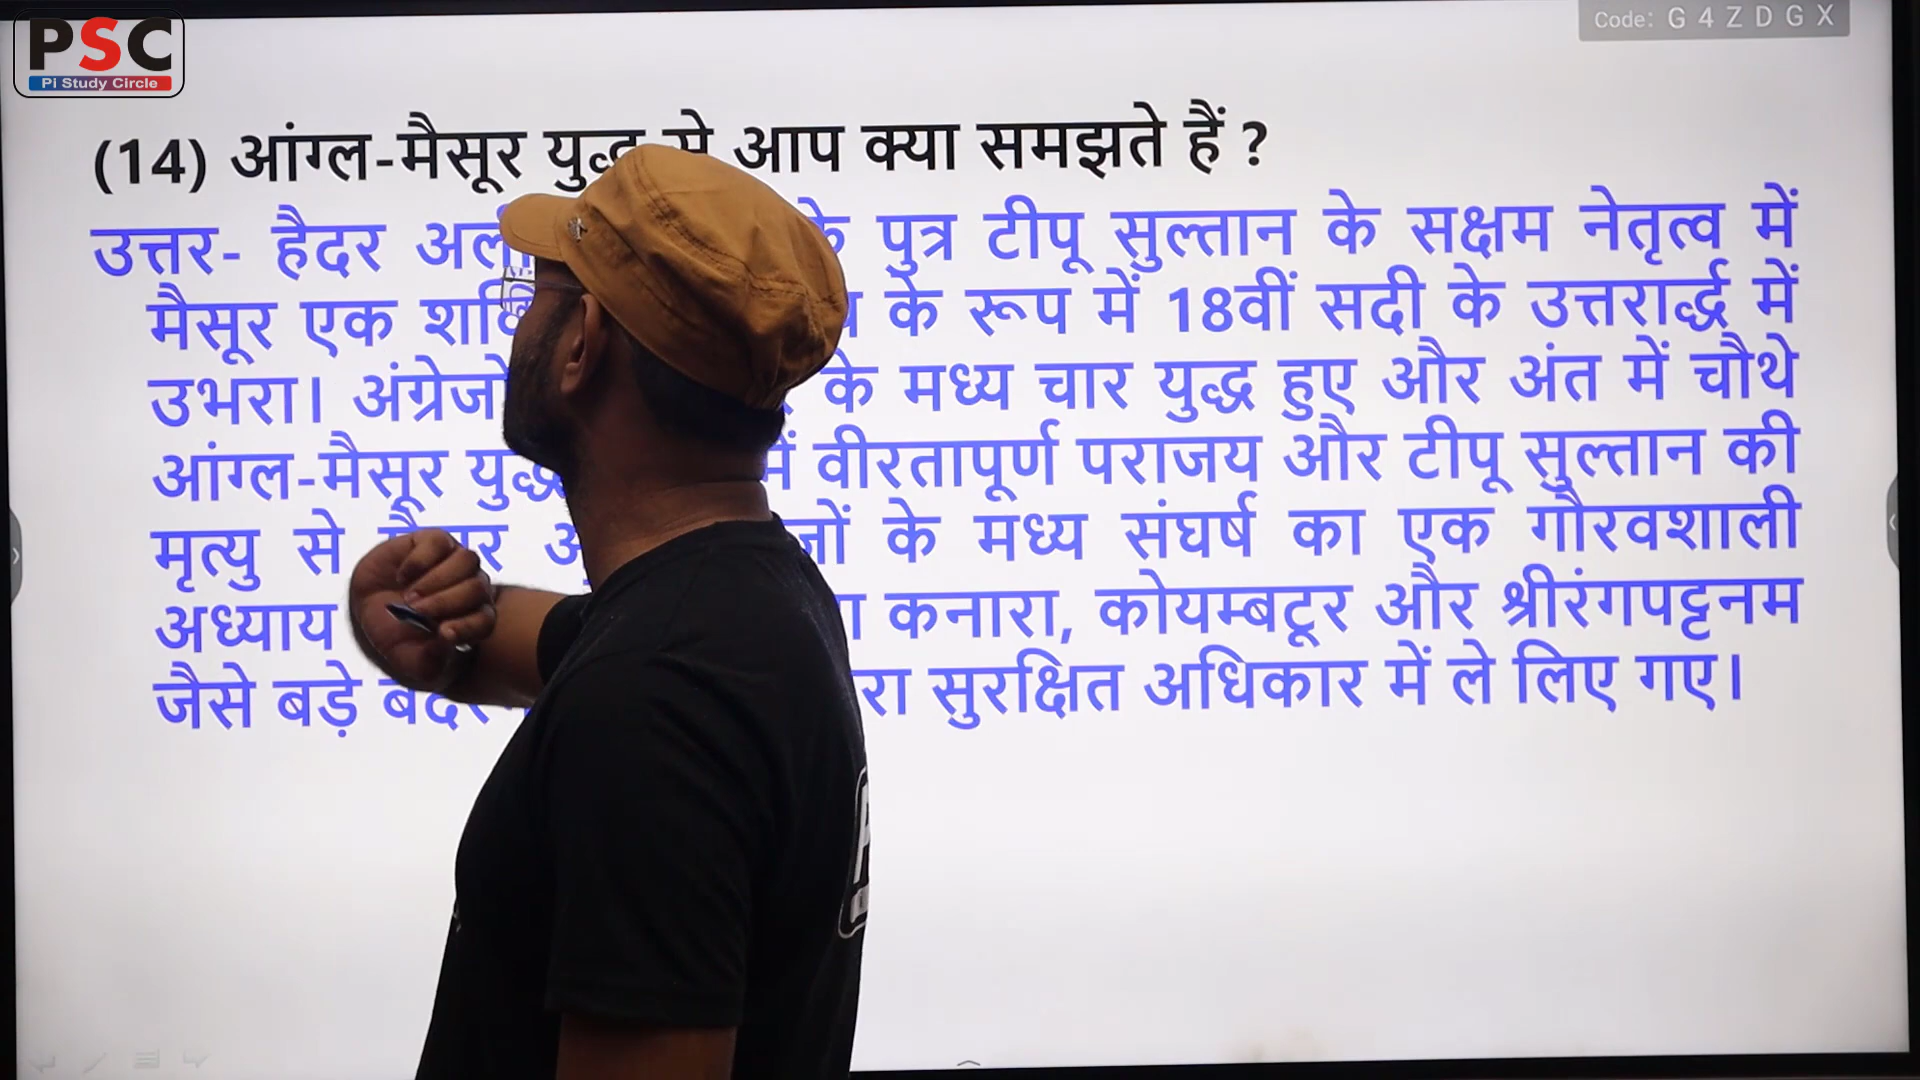 PSC
Pi Study Circle
Code: G 4 Z D G X
(14) आंग्ल-मैसूर युद्ध से आप क्या समझते हैं ?
उत्तर- हैदर के पुत्र टीपू सुल्तान के सक्षम नेतृत्व में
मैसूर एक के रूप में 18वीं सदी के उत्तरार्द्ध में
उभरा। के मध्य चार युद्ध हुए और अंत में चौथे
आंग्ल-मैसूर युद्ध में वीरतापूर्ण पराजय और टीपू सुल्तान की
मृत्यु से के मध्य संघर्ष का एक गौरवशाली
अध्याय कनारा, कोयम्बटूर और श्रीरंगपट्टनम
जैसे बड़े सुरक्षित अधिकार में ले लिए गए।